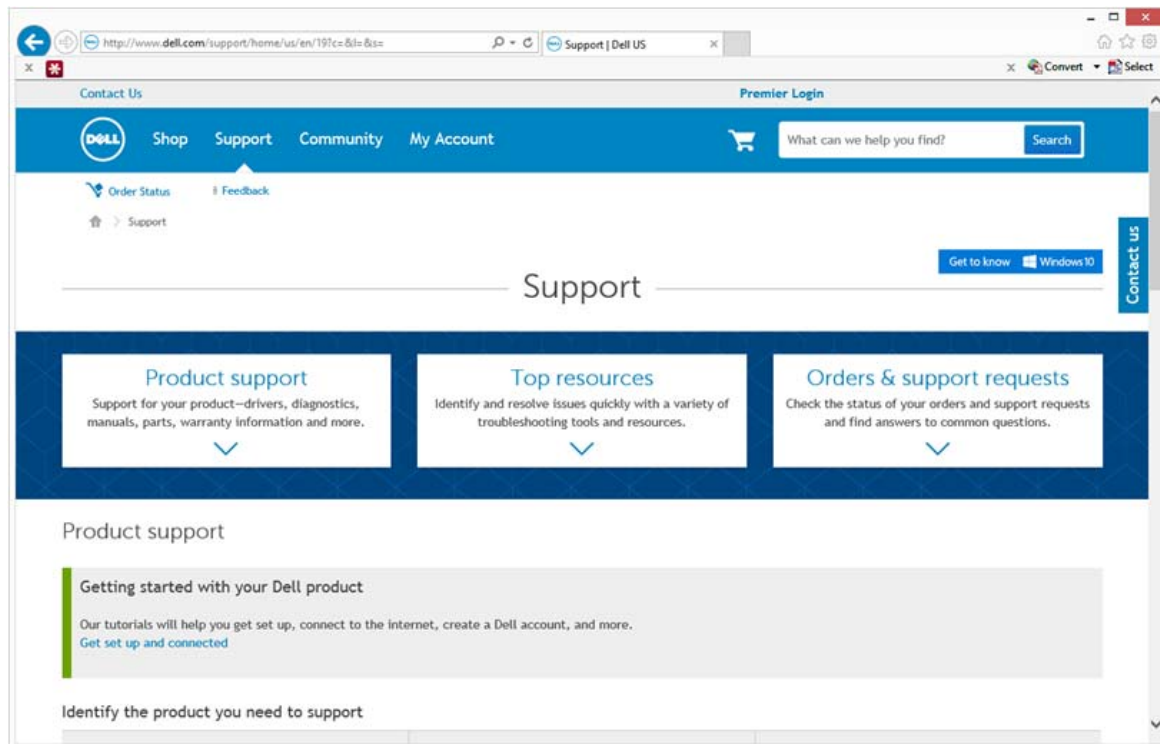 http://www.dell.com/support/home/us/en/19?c=&l=&s=
Support | Dell US
Convert
Select
Contact Us
Premier Login
DELL
Shop
Support
Community
My Account
What can we help you find?
Search
Order Status
Feedback
Support
Get to know
Windows 10
Contact us
Support
Product support
Support for your product—drivers, diagnostics,
manuals, parts, warranty information and more.
Top resources
Identify and resolve issues quickly with a variety of
troubleshooting tools and resources.
Orders & support requests
Check the status of your orders and support requests
and find answers to common questions.
Product support
Getting started with your Dell product
Our tutorials will help you get set up, connect to the internet, create a Dell account, and more.
Get set up and connected
Identify the product you need to support